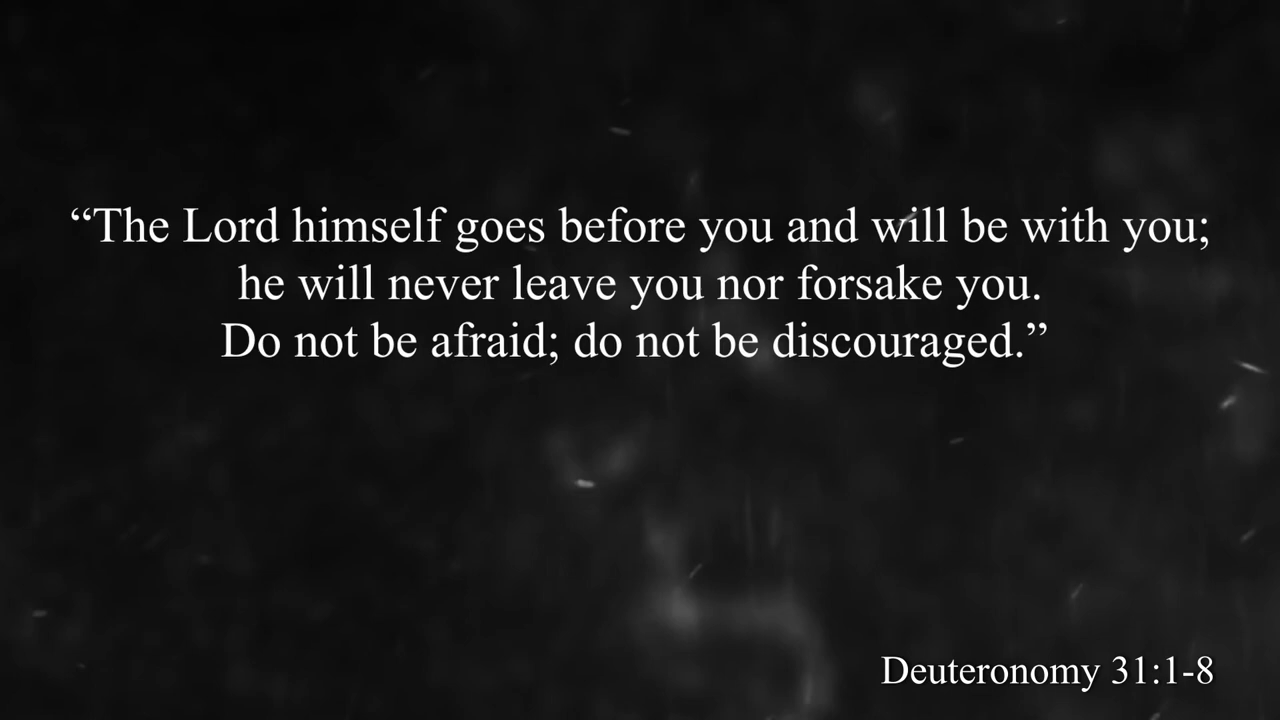 “The Lord himself goes before you and will be with you;
he will never leave you nor forsake you.
Do not be afraid; do not be discouraged.”
Deuteronomy 31:1-8